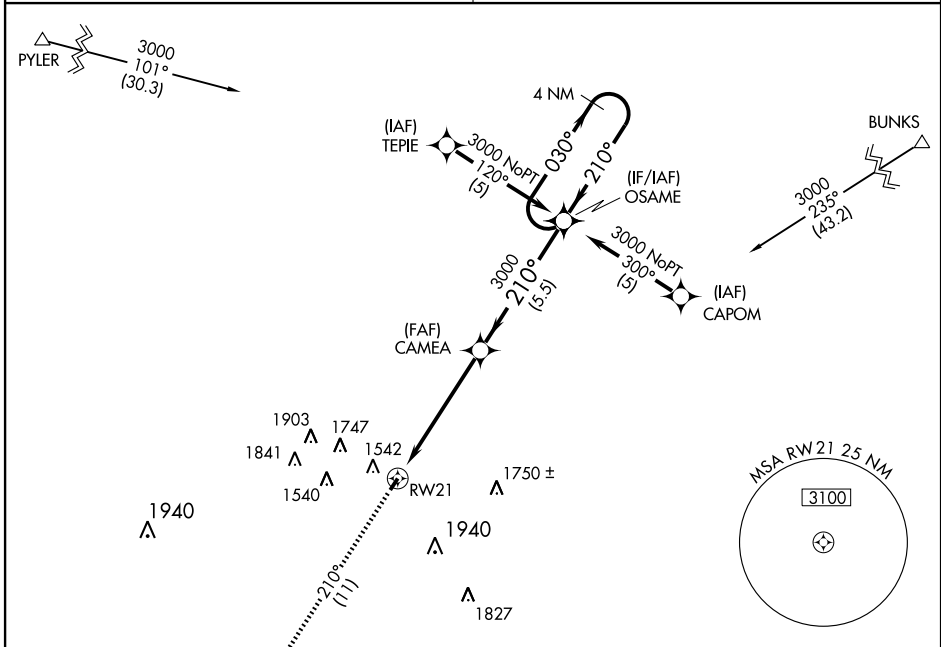 PYLER
3000
101°
(30.3)
4 NM
(IAF)
TEPIE
3000 NoPT
120°
(5)
030°
210°
(IF/IAF)
OSAME
BUNKS
3000
235°
(43.2)
3000 NoPT
300°
(5)
(IAF)
CAPOM
3000
210°
(5.5)
(FAF)
CAMEA
1903
1747
1841
1542
1540
RW21
1750 ±
1940
1940
1827
210°
(11)
MSA RW21 25 NM
3100